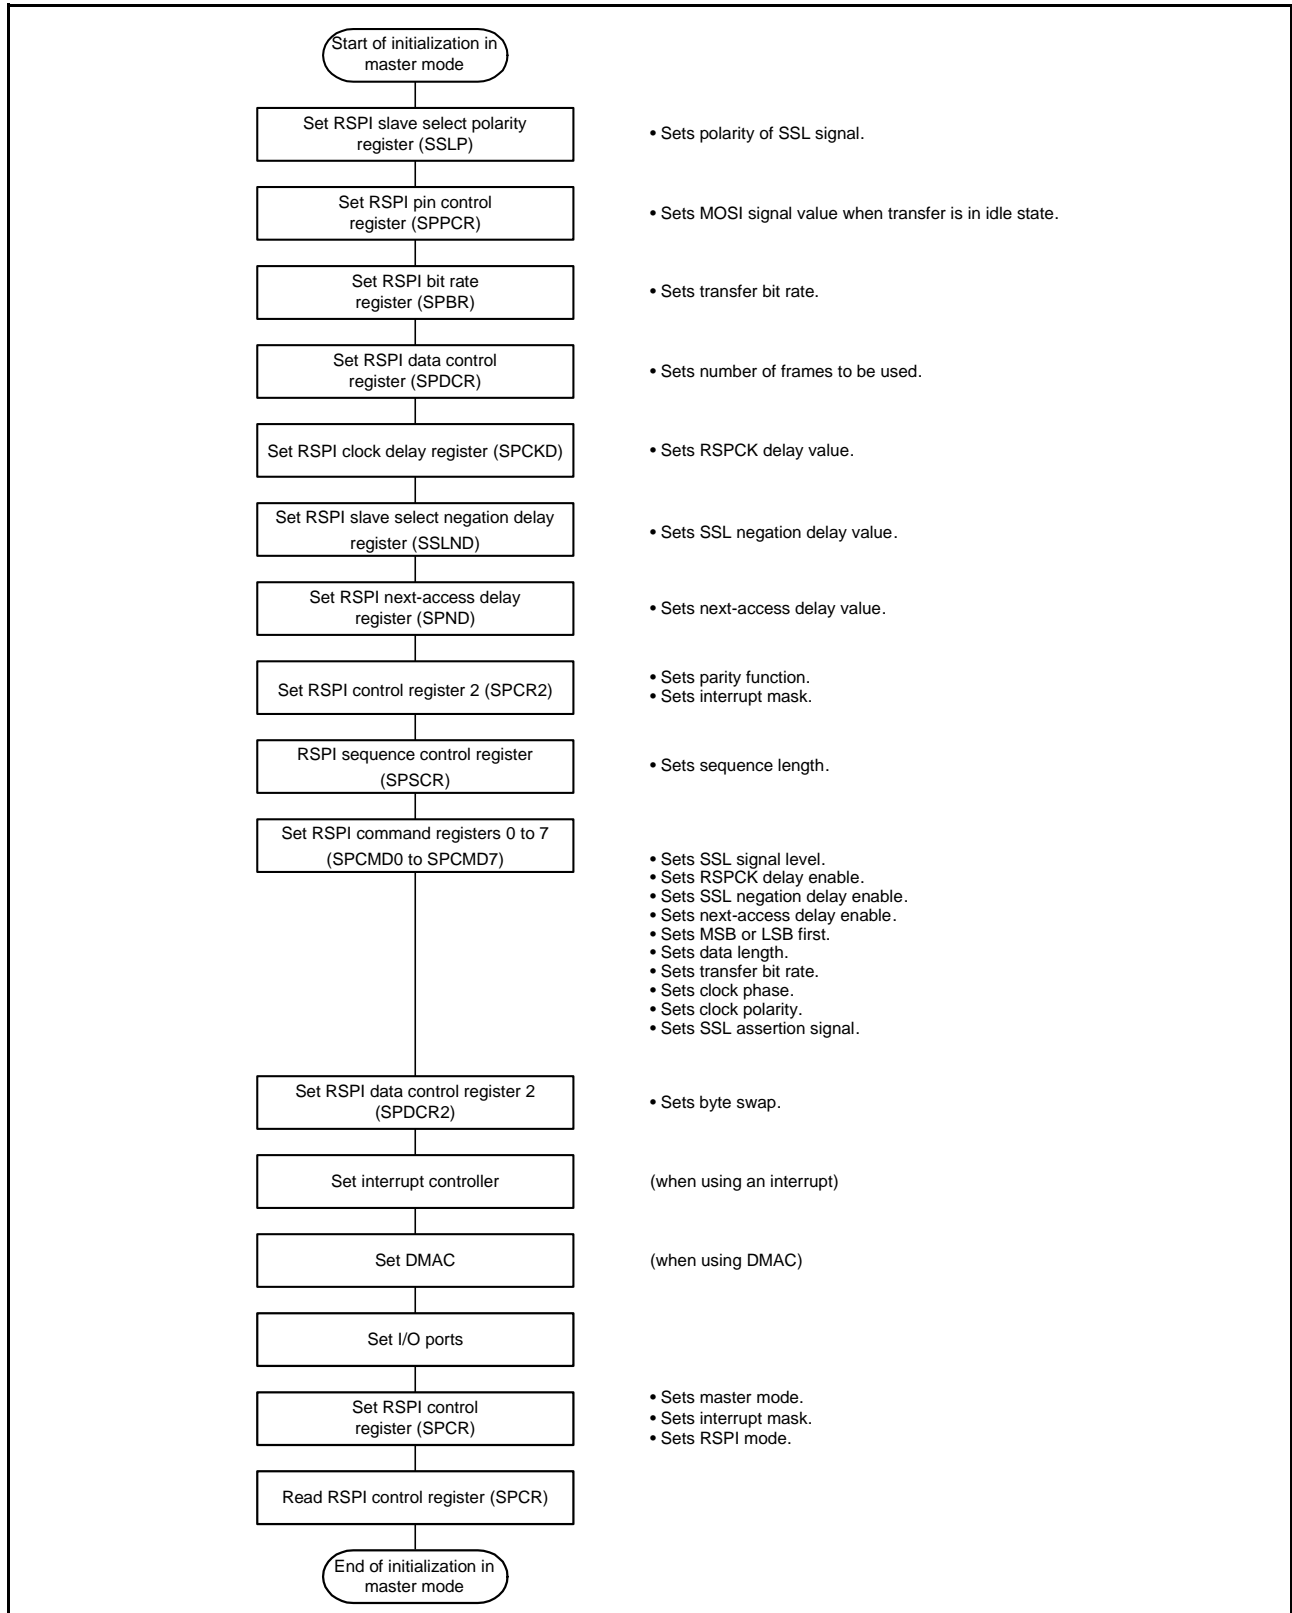 Start of initialization in
master mode
Set RSPI slave select polarity
register (SSLP)
• Sets polarity of SSL signal.
Set RSPI pin control
register (SPPCR)
• Sets MOSI signal value when transfer is in idle state.
Set RSPI bit rate
register (SPBR)
• Sets transfer bit rate.
Set RSPI data control
register (SPDCR)
• Sets number of frames to be used.
Set RSPI clock delay register (SPCKD)
• Sets RSPCK delay value.
Set RSPI slave select negation delay
register (SSLND)
• Sets SSL negation delay value.
Set RSPI next-access delay
register (SPND)
• Sets next-access delay value.
Set RSPI control register 2 (SPCR2)
• Sets parity function.
• Sets interrupt mask.
RSPI sequence control register
(SPSCR)
• Sets sequence length.
Set RSPI command registers 0 to 7
(SPCMD0 to SPCMD7)
• Sets SSL signal level.
• Sets RSPCK delay enable.
• Sets SSL negation delay enable.
• Sets next-access delay enable.
• Sets MSB or LSB first.
• Sets data length.
• Sets transfer bit rate.
• Sets clock phase.
• Sets clock polarity.
• Sets SSL assertion signal.
Set RSPI data control register 2
(SPDCR2)
• Sets byte swap.
Set interrupt controller
(when using an interrupt)
Set DMAC
(when using DMAC)
Set I/O ports
Set RSPI control
register (SPCR)
• Sets master mode.
• Sets interrupt mask.
• Sets RSPI mode.
Read RSPI control register (SPCR)
End of initialization in
master mode